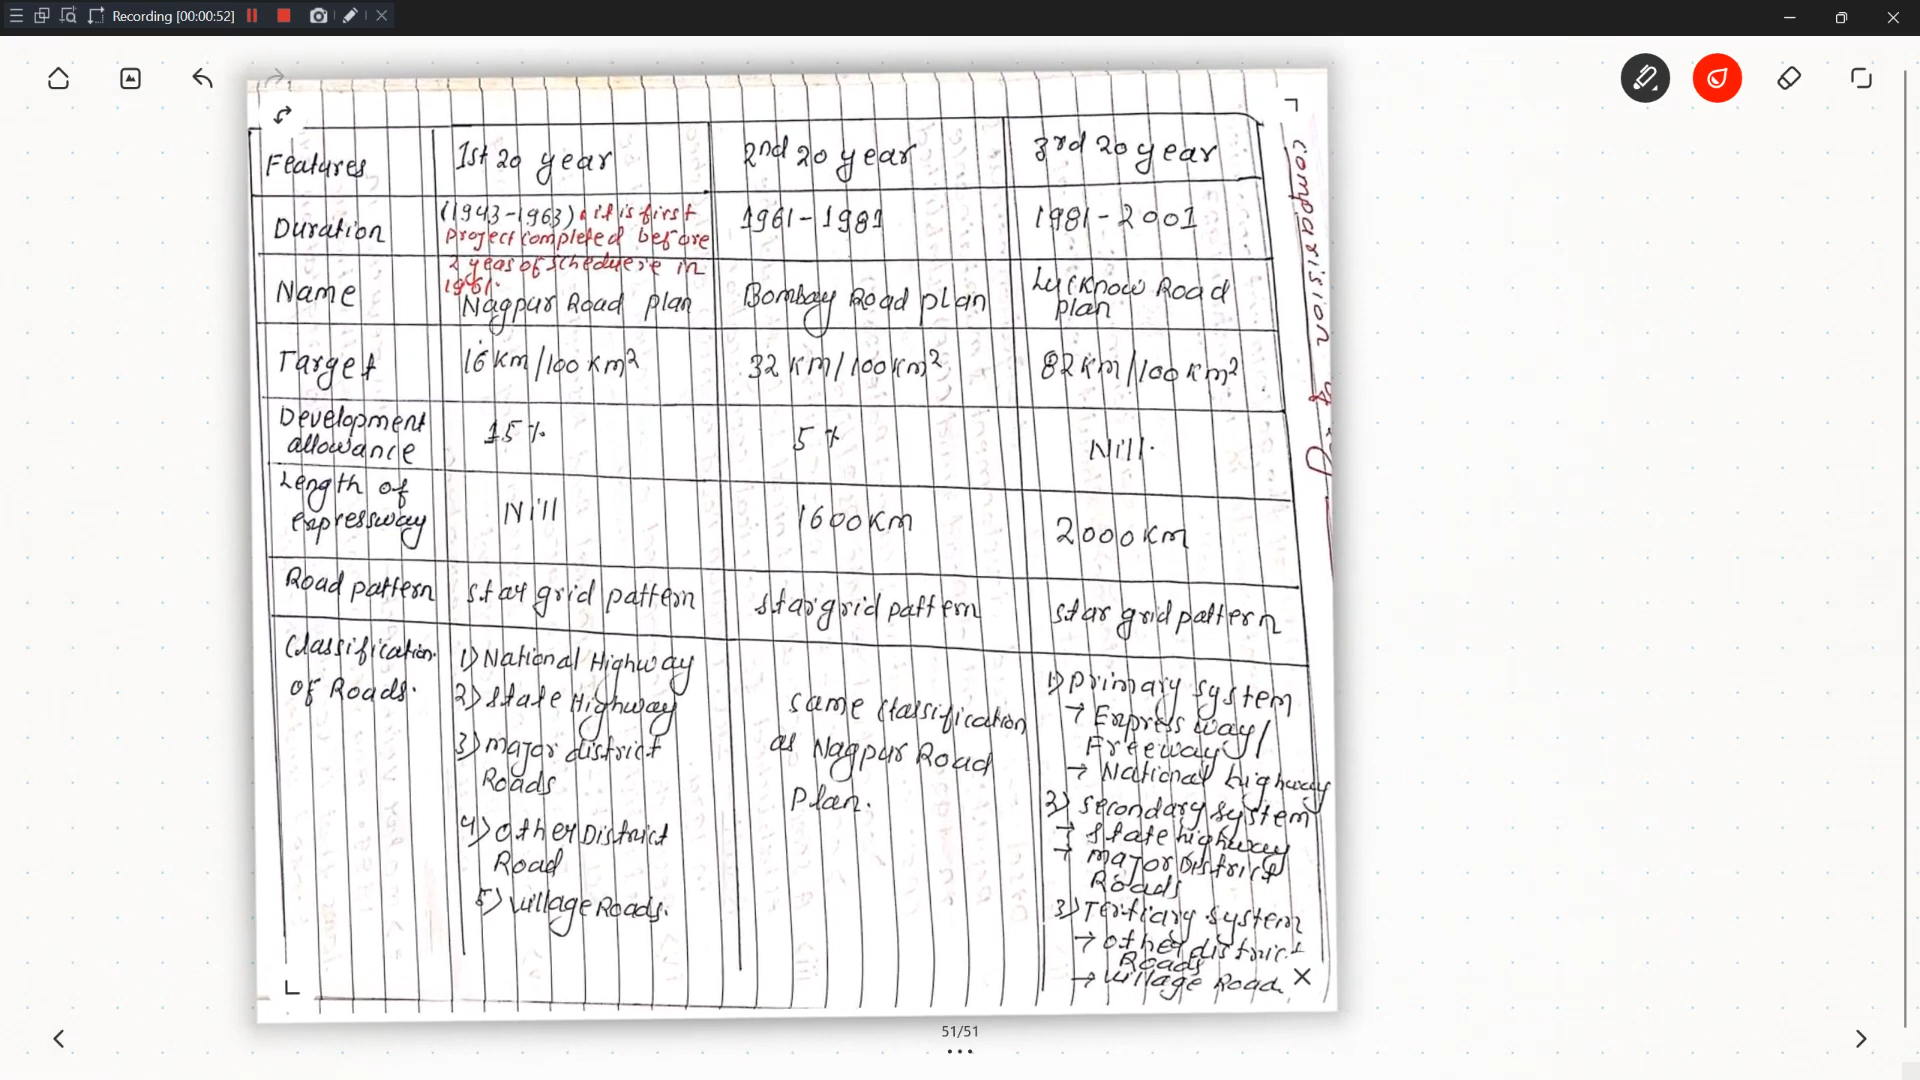 Recording [00:00:52]
comparision of
Features
1st 20 year
2nd 20 year
3rd 20 year
Duration
(1943-1963) it is first
project completed before
2 yeas of schedule in
1961.
1961-1981
1981-2001
Name
Nagpur Road plan
Bombay Road plan
Lucknow Road
plan
Target
16 km/100 km²
32 km/100 km²
82 km/100 km²
Development
allowance
15 %
5 %
Nill.
Length of
expressway
Nill
1600 km
2000 km
Road pattern
star grid pattern
star grid pattern
star grid pattern
Classification
of Roads.
1) National Highway
2) State Highway
3) major district
Roads
4) other District
Road
5) village Roads.
same classification
as Nagpur Road
plan.
1) primary system
→ Express way/
Freeway
→ National highway
2) secondary system
→ state highway
→ major District
Roads
3) Tertiary system
→ other district
Roads
→ village Road
51/51